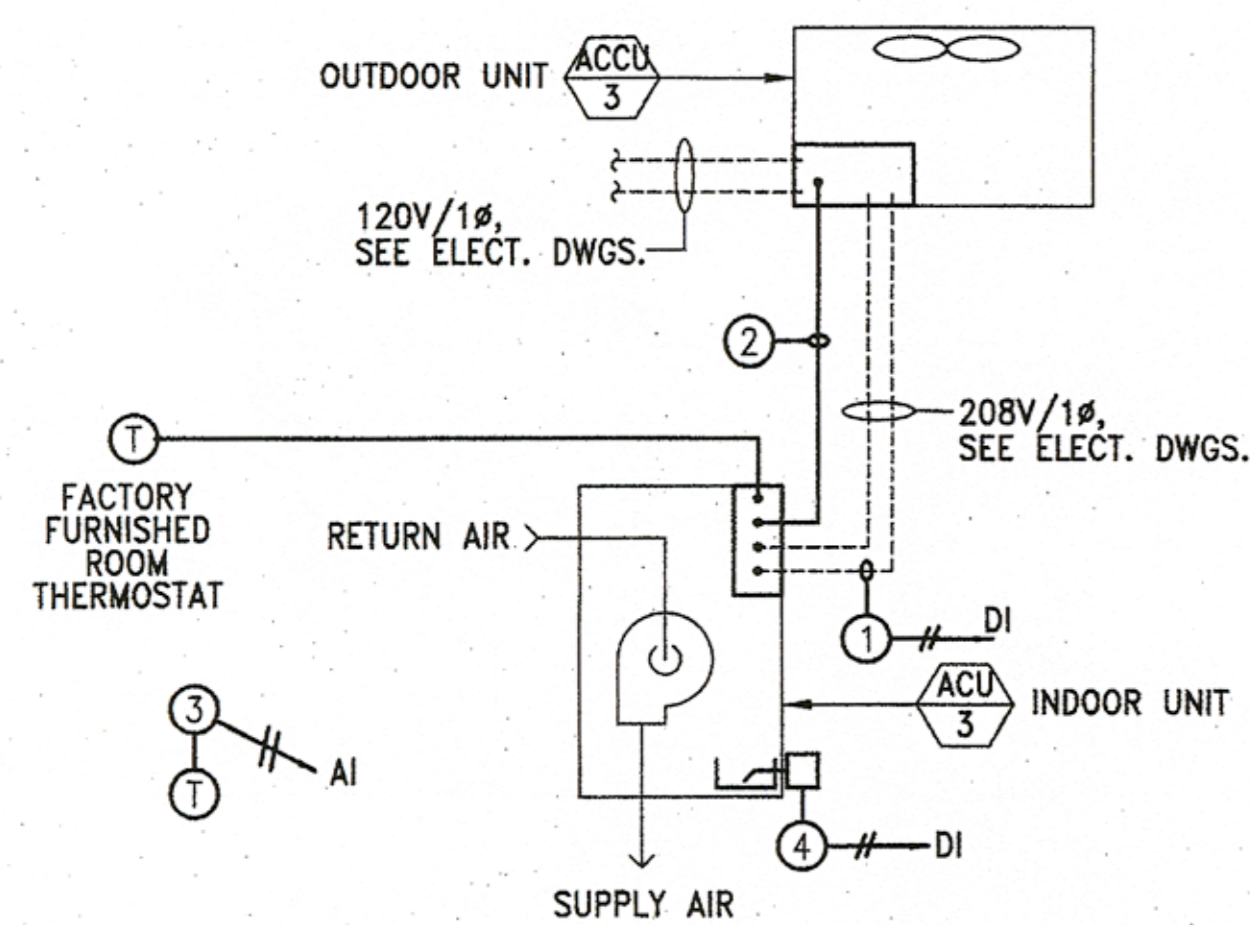 OUTDOOR UNIT
ACCU
3
120V/1ø,
SEE ELECT. DWGS.
2
208V/1ø,
SEE ELECT. DWGS.
T
FACTORY
FURNISHED
ROOM
THERMOSTAT
RETURN AIR
1
DI
ACU
3
INDOOR UNIT
3
AI
T
4
DI
SUPPLY AIR